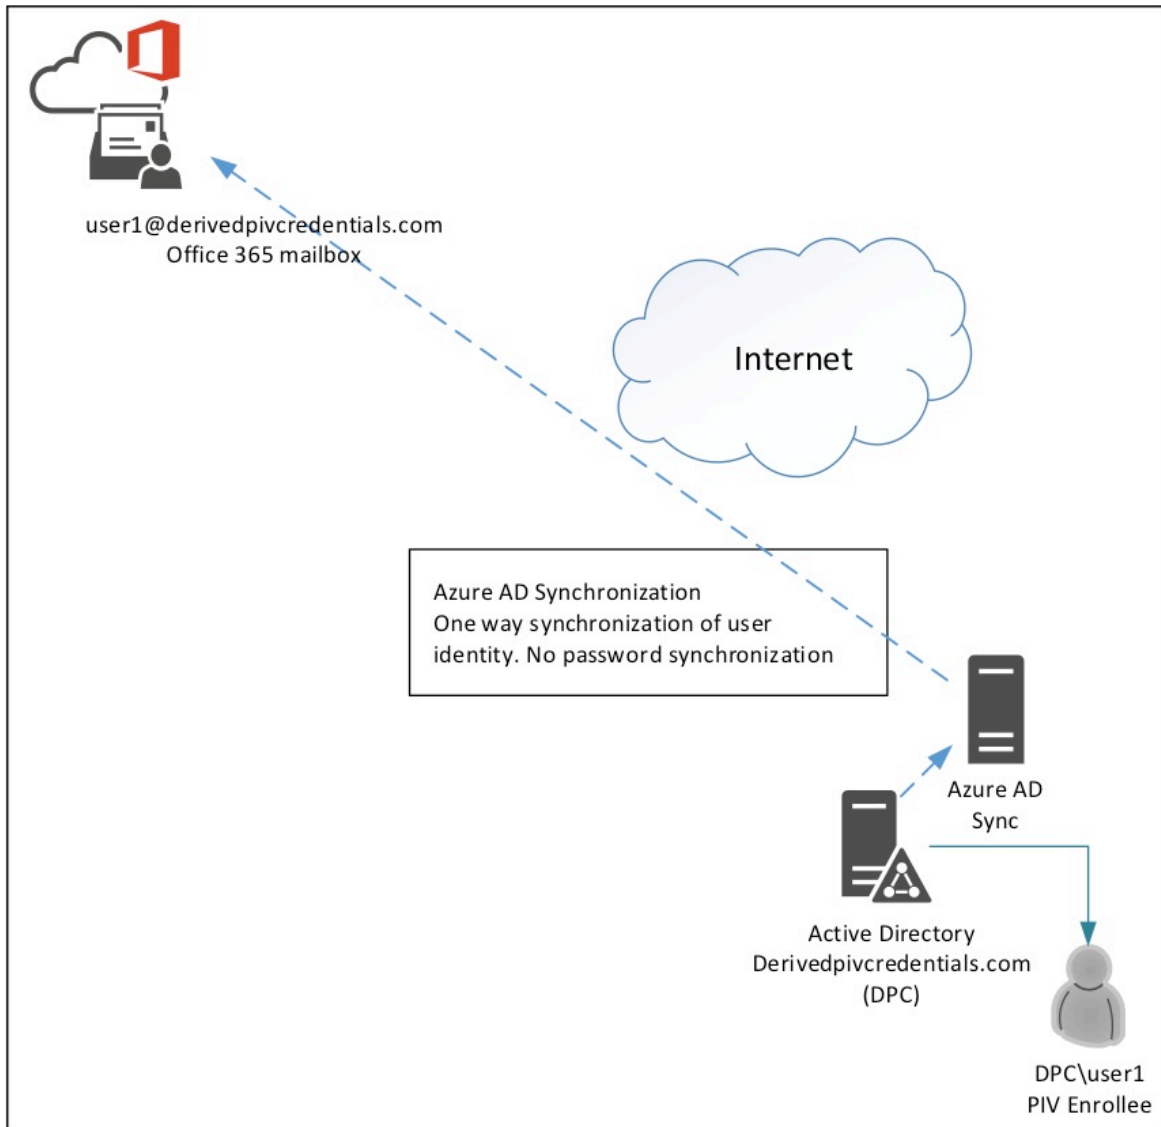 user1@derivedpivcredentials.com
Office 365 mailbox
Internet
Azure AD Synchronization
One way synchronization of user
identity. No password synchronization
Azure AD
Sync
Active Directory
Derivedpivcredentials.com
(DPC)
DPC\user1
PIV Enrollee